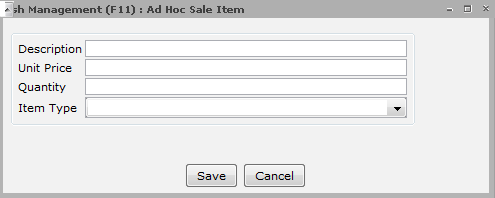 sh Management (F11) : Ad Hoc Sale Item
Description
Unit Price
Quantity
Item Type
Save Cancel